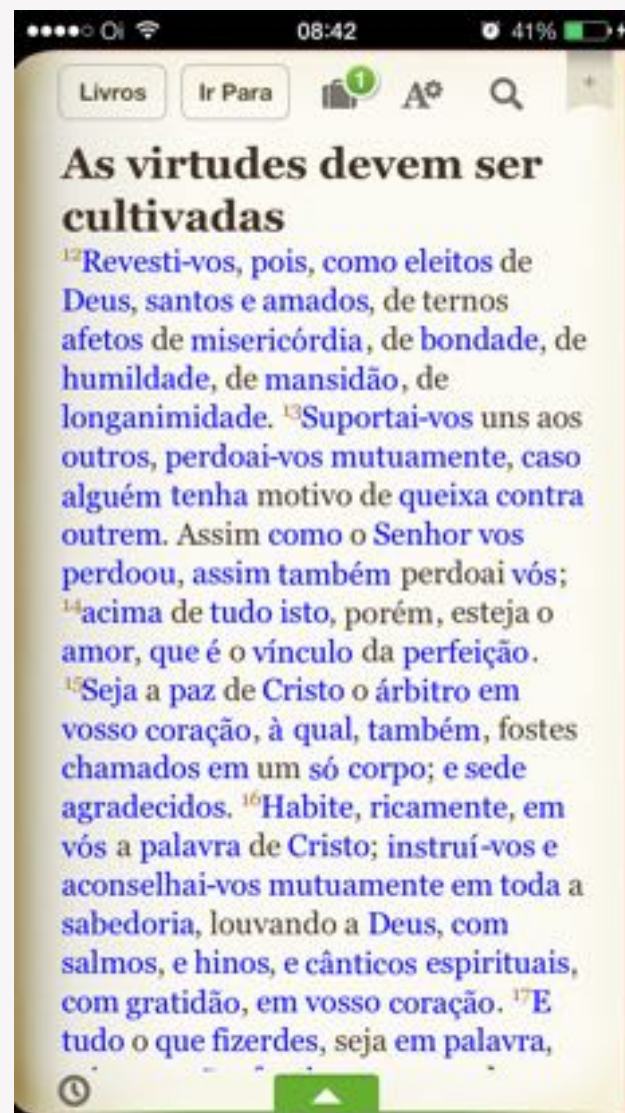 Oi 08:42 41%
Livros Ir Para 1 A +
As virtudes devem ser
cultivadas
12Revesti-vos, pois, como eleitos de
Deus, santos e amados, de ternos
afetos de misericórdia, de bondade, de
humildade, de mansidão, de
longanimidade. 13Suportai-vos uns aos
outros, perdoai-vos mutuamente, caso
alguém tenha motivo de queixa contra
outrem. Assim como o Senhor vos
perdoou, assim também perdoai vós;
14acima de tudo isto, porém, esteja o
amor, que é o vínculo da perfeição.
15Seja a paz de Cristo o árbitro em
vosso coração, à qual, também, fostes
chamados em um só corpo; e sede
agradecidos. 16Habite, ricamente, em
vós a palavra de Cristo; instruí-vos e
aconselhai-vos mutuamente em toda a
sabedoria, louvando a Deus, com
salmos, e hinos, e cânticos espirituais,
com gratidão, em vosso coração. 17E
tudo o que fizerdes, seja em palavra,